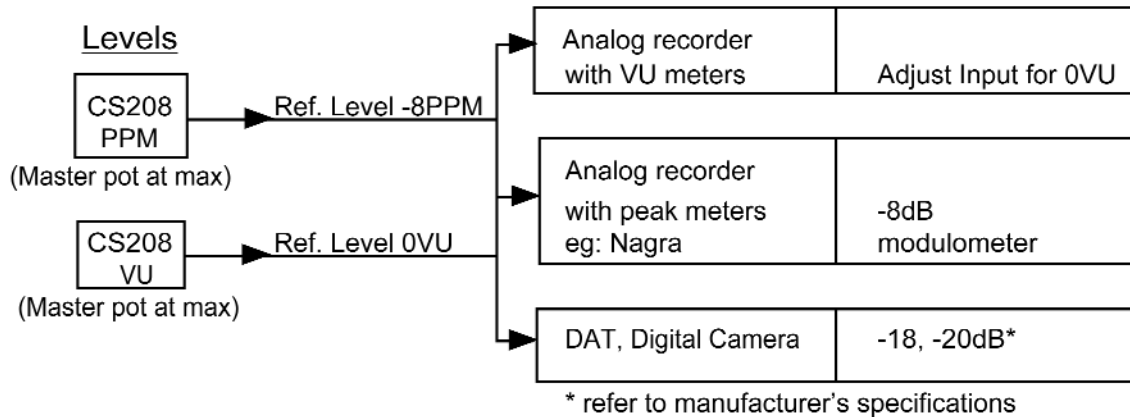 Levels
CS208
PPM
(Master pot at max)
Ref. Level -8PPM
CS208
VU
(Master pot at max)
Ref. Level 0VU
Analog recorder
with VU meters
Adjust Input for 0VU
Analog recorder
with peak meters
eg: Nagra
-8dB
modulometer
DAT, Digital Camera
-18, -20dB*
* refer to manufacturer's specifications